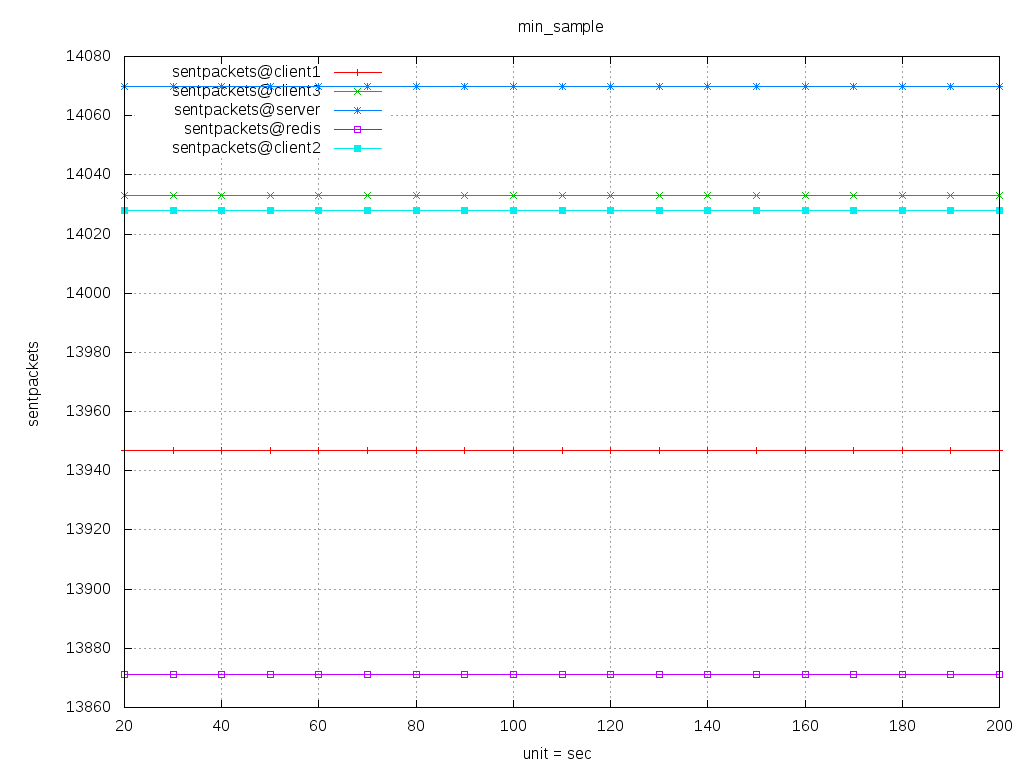 min_sample
14080
14060
14040
14020
14000
13980
13960
13940
13920
13900
13880
13860
sentpackets@client1
sentpackets@client3
sentpackets@server
sentpackets@redis
sentpackets@client2
sentpackets
20 40 60 80 100 120 140 160 180 200
unit = sec